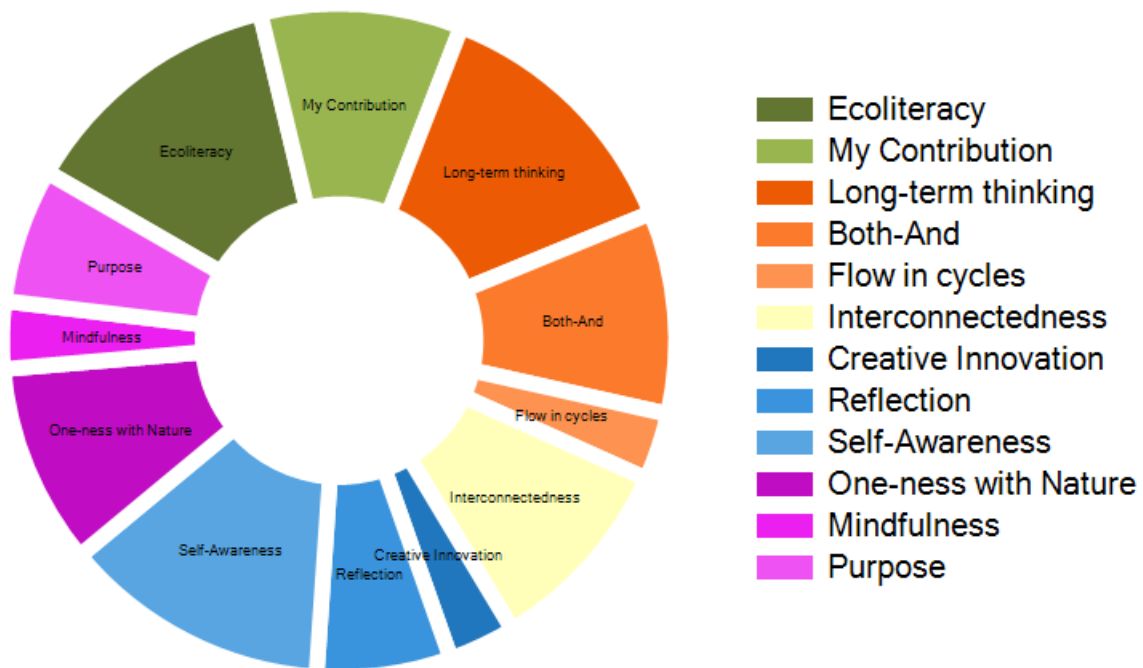 My Contribution
Ecoliteracy
Long-term thinking
Purpose
Both-And
Mindfulness
Flow in cycles
One-ness with Nature
Interconnectedness
Self-Awareness
Creative Innovation
Reflection
Ecoliteracy
My Contribution
Long-term thinking
Both-And
Flow in cycles
Interconnectedness
Creative Innovation
Reflection
Self-Awareness
One-ness with Nature
Mindfulness
Purpose